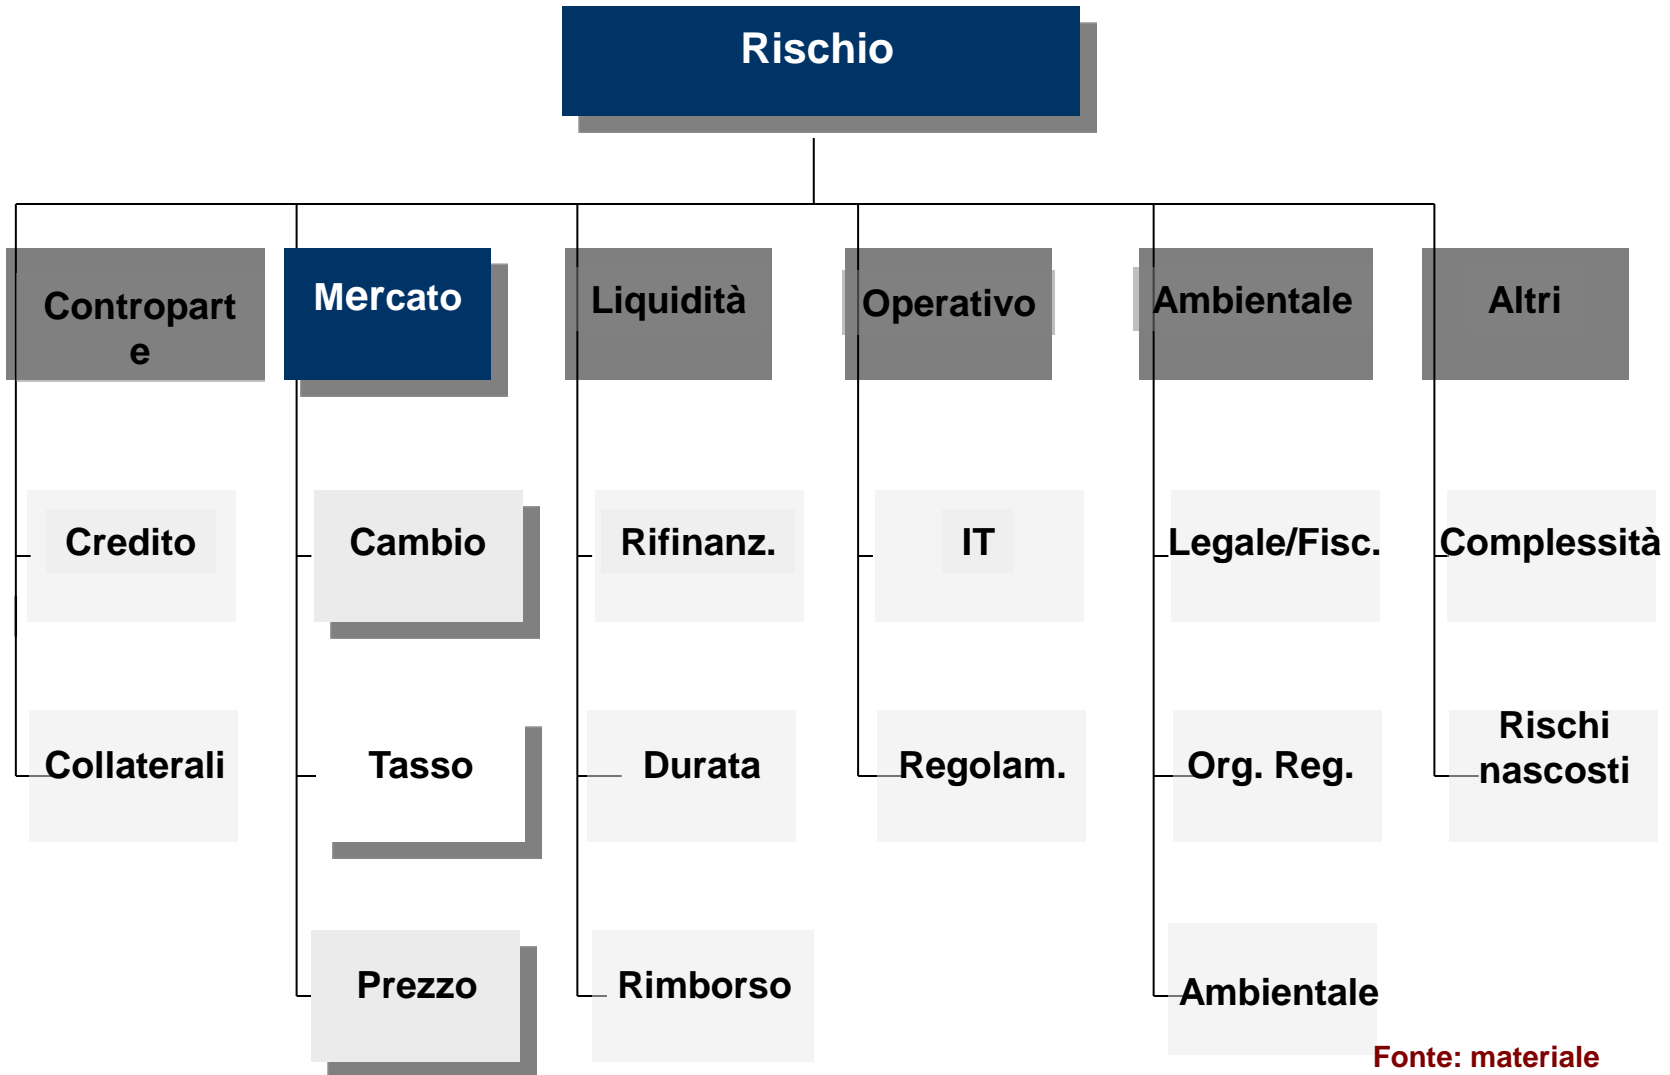 Rischio
Contropart
e
Mercato
Liquidità
Operativo
Ambientale
Altri
Credito
Cambio
Rifinanz.
IT
Legale/Fisc.
Complessità
Collaterali
Tasso
Durata
Regolam.
Org. Reg.
Rischi
nascosti
Prezzo
Rimborso
Ambientale
Fonte: materiale